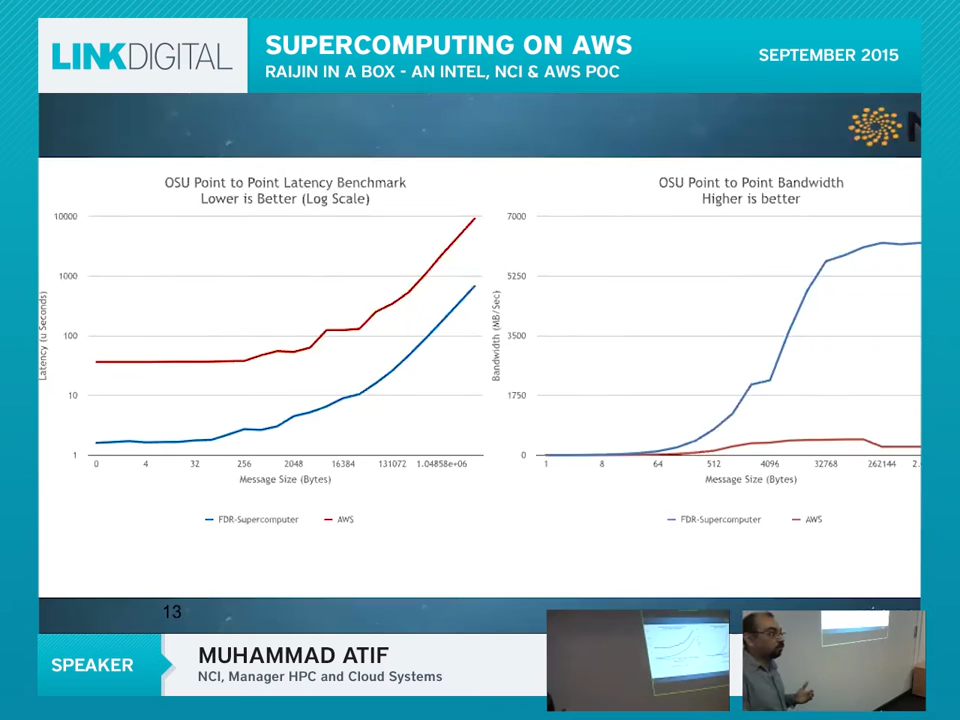 LINKDIGITAL
SUPERCOMPUTING ON AWS
RAIJIN IN A BOX - AN INTEL, NCI & AWS POC
SEPTEMBER 2015
N
OSU Point to Point Latency Benchmark
Lower is Better (Log Scale)
10000
1000
100
10
1
Latency (u Seconds)
0 4 32 256 2048 16384 131072 1.04858e+06
Message Size (Bytes)
FDR-Supercomputer AWS
OSU Point to Point Bandwidth
Higher is better
7000
5250
3500
1750
0
Bandwidth (MB/Sec)
1 8 64 512 4096 32768 262144 2.
Message Size (Bytes)
FDR-Supercomputer AWS
13
SPEAKER
MUHAMMAD ATIF
NCI, Manager HPC and Cloud Systems